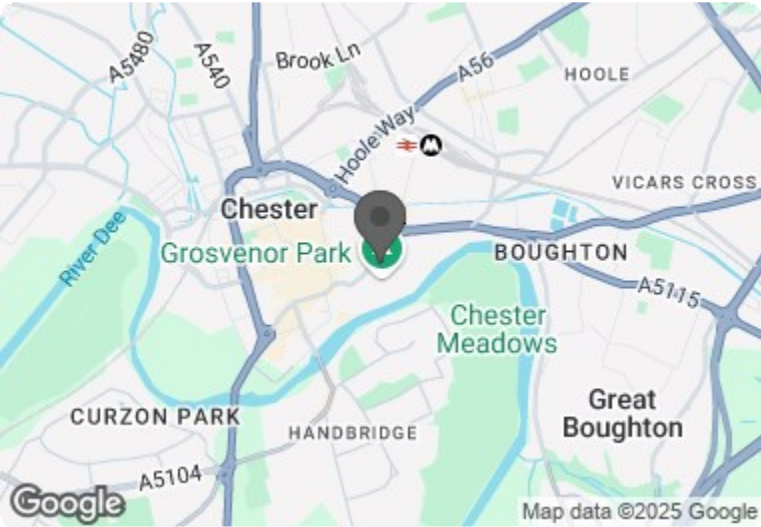 A5480
A540
Brook Ln
A56
HOOLE
Hoole Way
VICARS CROSS
Chester
River Dee
Grosvenor Park
BOUGHTON
A5115
Chester
Meadows
Great
Boughton
CURZON PARK
HANDBRIDGE
A5104
Google
Map data ©2025 Google